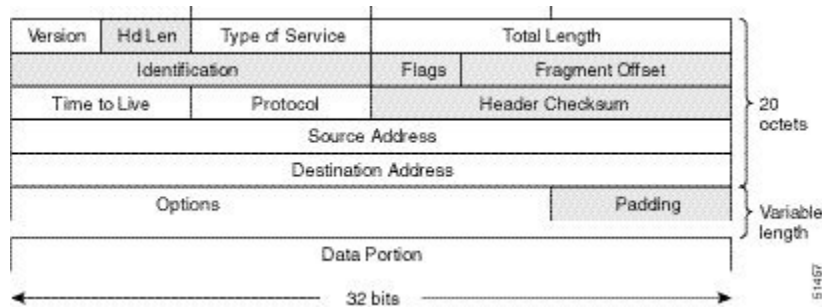 Version Hd Len Type of Service Total Length
Identification Flags Fragment Offset
Time to Live Protocol Header Checksum
20 octets
Source Address
Destination Address
Options Padding
Variable length
Data Portion
32 bits
51457